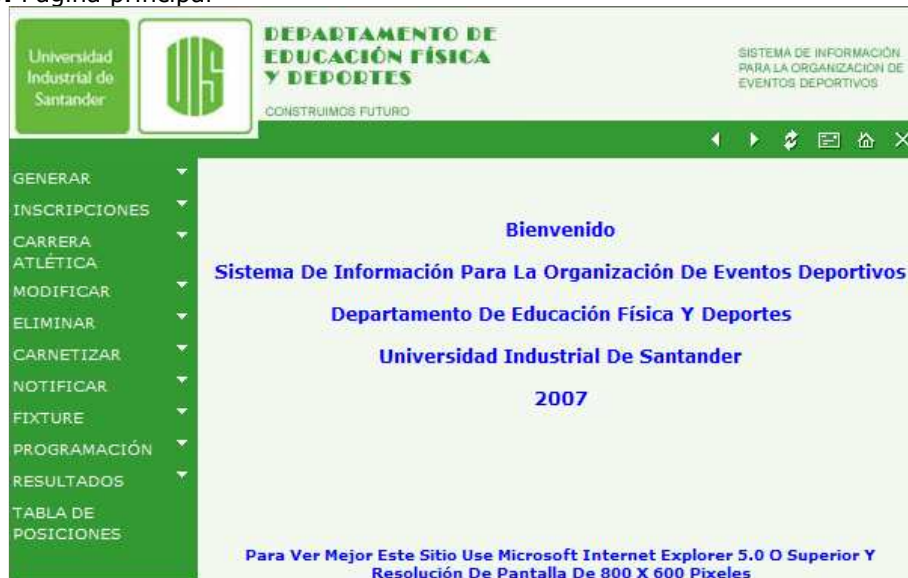 Página principal
Universidad
Industrial de
Santander
UIS
DEPARTAMENTO DE
EDUCACIÓN FÍSICA
Y DEPORTES
CONSTRUIMOS FUTURO
SISTEMA DE INFORMACIÓN
PARA LA ORGANIZACION DE
EVENTOS DEPORTIVOS
GENERAR
INSCRIPCIONES
CARRERA
ATLÉTICA
MODIFICAR
ELIMINAR
CARNETIZAR
NOTIFICAR
FIXTURE
PROGRAMACIÓN
RESULTADOS
TABLA DE
POSICIONES
Bienvenido
Sistema De Información Para La Organización De Eventos Deportivos
Departamento De Educación Física Y Deportes
Universidad Industrial De Santander
2007
Para Ver Mejor Este Sitio Use Microsoft Internet Explorer 5.0 O Superior Y
Resolución De Pantalla De 800 X 600 Pixeles